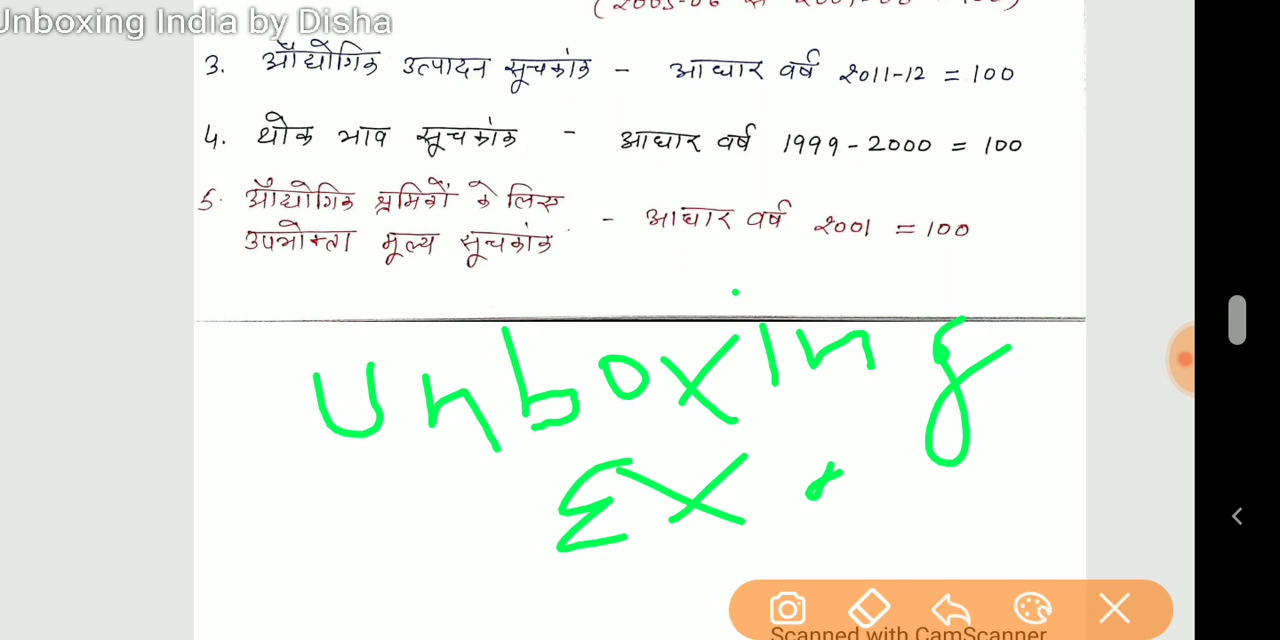 Unboxing India by Disha
3. औद्योगिक उत्पादन सूचकांक - आधार वर्ष 2011-12 = 100
4. थोक भाव सूचकांक - आधार वर्ष 1999-2000 = 100
5. औद्योगिक श्रमिकों के लिए - आधार वर्ष 2001 = 100
उपभोक्ता मूल्य सूचकांक
Unboxing
Ex
Scanned with CamScanner